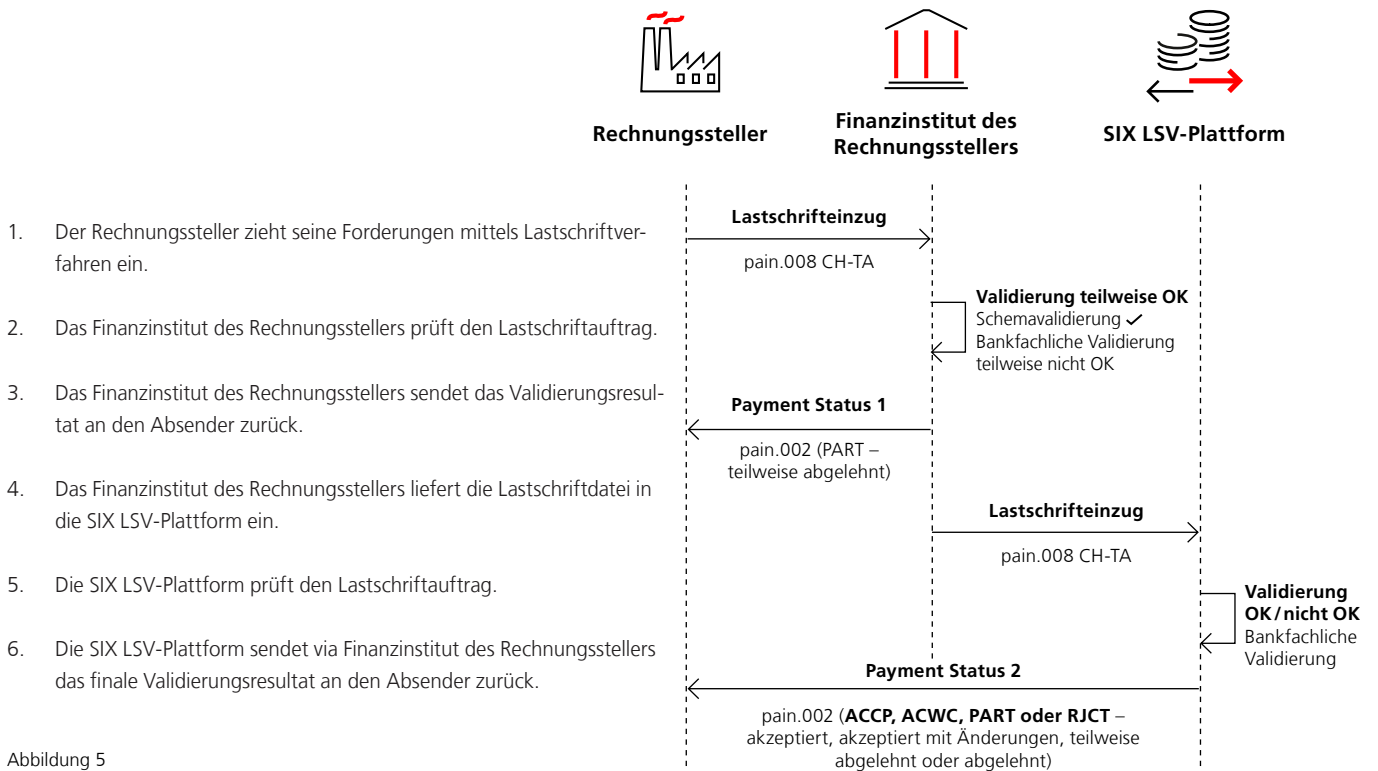 Rechnungssteller
Finanzinstitut des
Rechnungsstellers
SIX LSV-Plattform
1. Der Rechnungssteller zieht seine Forderungen mittels Lastschriftver-
fahren ein.
2. Das Finanzinstitut des Rechnungsstellers prüft den Lastschriftauftrag.
3. Das Finanzinstitut des Rechnungsstellers sendet das Validierungsresul-
tat an den Absender zurück.
4. Das Finanzinstitut des Rechnungsstellers liefert die Lastschriftdatei in
die SIX LSV-Plattform ein.
5. Die SIX LSV-Plattform prüft den Lastschriftauftrag.
6. Die SIX LSV-Plattform sendet via Finanzinstitut des Rechnungsstellers
das finale Validierungsresultat an den Absender zurück.
Lastschrifteinzug
pain.008 CH-TA
Validierung teilweise OK
Schemavalidierung ✓
Bankfachliche Validierung
teilweise nicht OK
Payment Status 1
pain.002 (PART –
teilweise abgelehnt)
Lastschrifteinzug
pain.008 CH-TA
Validierung
OK/nicht OK
Bankfachliche
Validierung
Payment Status 2
pain.002 (ACCP, ACWC, PART oder RJCT –
akzeptiert, akzeptiert mit Änderungen, teilweise
abgelehnt oder abgelehnt)
Abbildung 5